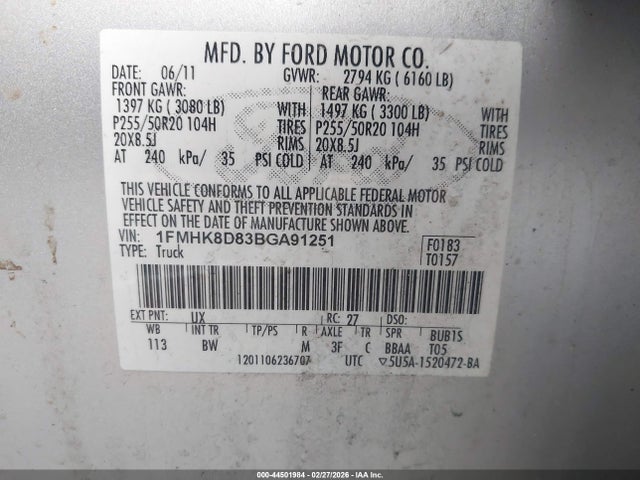 MFD. BY FORD MOTOR CO.
DATE: 06/11 GVWR: 2794 KG ( 6160 LB)
FRONT GAWR: REAR GAWR:
1397 KG ( 3080 LB) WITH 1497 KG ( 3300 LB) WITH
P255/50R20 104H TIRES P255/50R20 104H TIRES
20X8.5J RIMS 20X8.5J RIMS
AT 240 kPa/ 35 PSI COLD AT 240 kPa/ 35 PSI COLD
THIS VEHICLE CONFORMS TO ALL APPLICABLE FEDERAL MOTOR
VEHICLE SAFETY AND THEFT PREVENTION STANDARDS IN
EFFECT ON THE DATE OF MANUFACTURE SHOWN ABOVE.
VIN: 1FMHK8D83BGA91251 F0183
TYPE: Truck T0157
EXT PNT: UX RC: 27 DSO:
WB INT TR TP/PS R AXLE TR SPR BUB1S
113 BW M 3F C BBAA T05
1201106236707 UTC ▽5U5A-1520472-BA
Ford
000-44501984 - 02/27/2026 - IAA Inc.